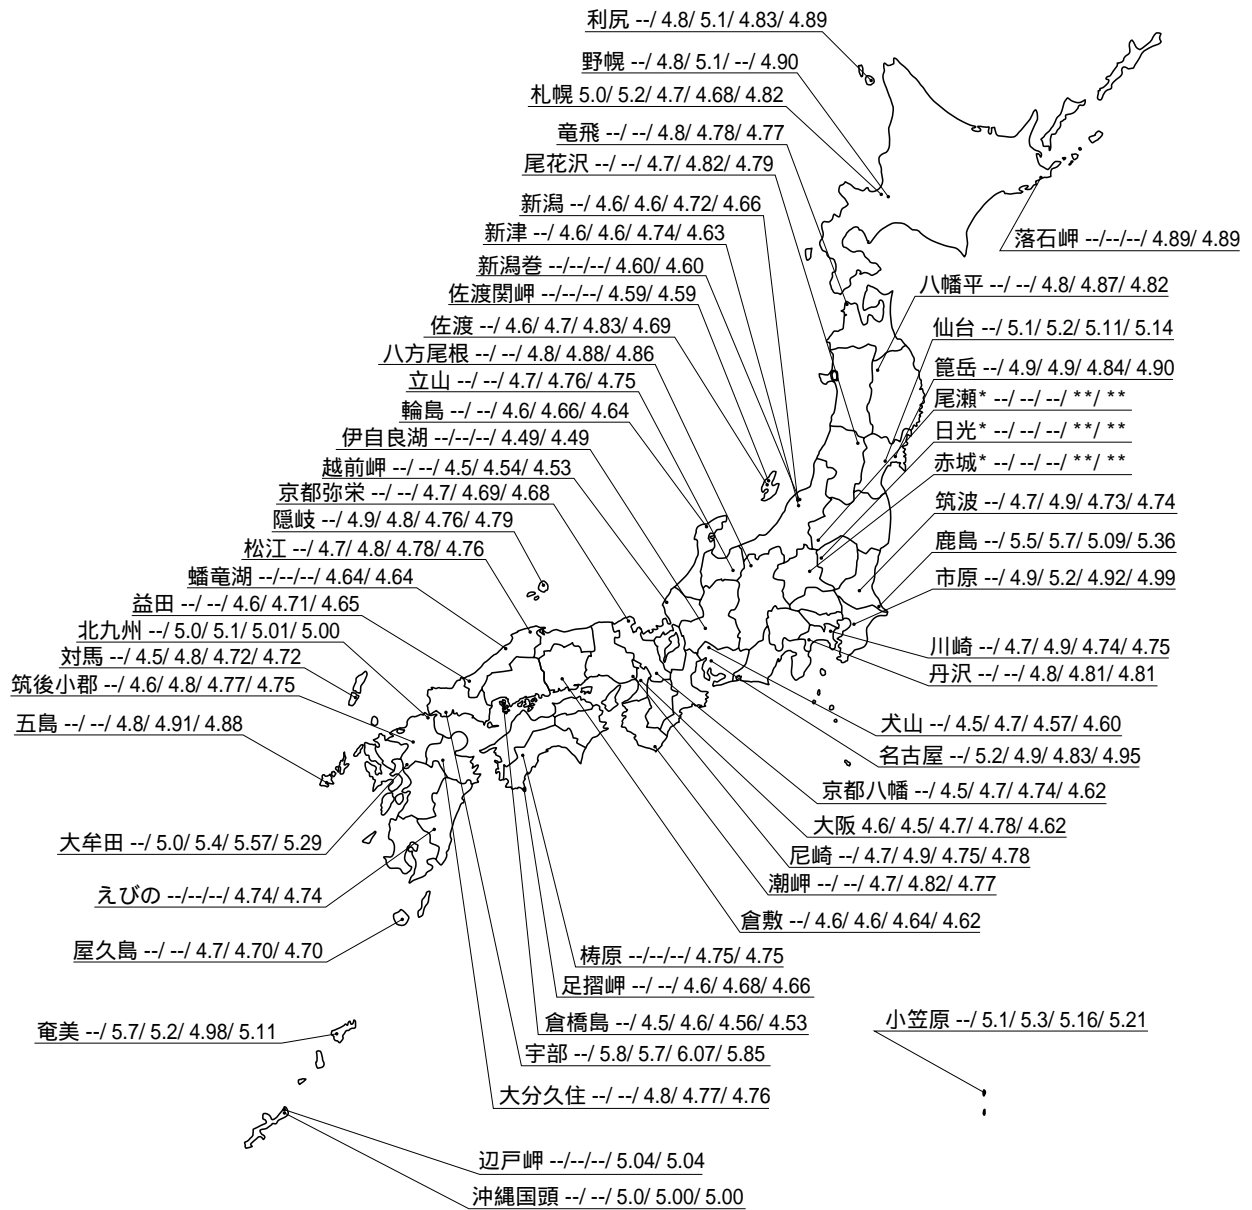 利尻 --/ 4.8/ 5.1/ 4.83/ 4.89
野幌 --/ 4.8/ 5.1/ --/ 4.90
札幌 5.0/ 5.2/ 4.7/ 4.68/ 4.82
竜飛 --/ --/ 4.8/ 4.78/ 4.77
尾花沢 --/ --/ 4.7/ 4.82/ 4.79
新潟 --/ 4.6/ 4.6/ 4.72/ 4.66
新津 --/ 4.6/ 4.6/ 4.74/ 4.63
新潟巻 --/--/--/ 4.60/ 4.60
佐渡関岬 --/--/--/ 4.59/ 4.59
佐渡 --/ 4.6/ 4.7/ 4.83/ 4.69
八方尾根 --/ --/ 4.8/ 4.88/ 4.86
立山 --/ --/ 4.7/ 4.76/ 4.75
輪島 --/ --/ 4.6/ 4.66/ 4.64
伊自良湖 --/--/--/ 4.49/ 4.49
越前岬 --/ --/ 4.5/ 4.54/ 4.53
京都弥栄 --/ --/ 4.7/ 4.69/ 4.68
隠岐 --/ 4.9/ 4.8/ 4.76/ 4.79
松江 --/ 4.7/ 4.8/ 4.78/ 4.76
蟠竜湖 --/--/--/ 4.64/ 4.64
益田 --/ --/ 4.6/ 4.71/ 4.65
北九州 --/ 5.0/ 5.1/ 5.01/ 5.00
対馬 --/ 4.5/ 4.8/ 4.72/ 4.72
筑後小郡 --/ 4.6/ 4.8/ 4.77/ 4.75
五島 --/ --/ 4.8/ 4.91/ 4.88
大牟田 --/ 5.0/ 5.4/ 5.57/ 5.29
えびの --/--/--/ 4.74/ 4.74
屋久島 --/ --/ 4.7/ 4.70/ 4.70
奄美 --/ 5.7/ 5.2/ 4.98/ 5.11
落石岬 --/--/--/ 4.89/ 4.89
八幡平 --/ --/ 4.8/ 4.87/ 4.82
仙台 --/ 5.1/ 5.2/ 5.11/ 5.14
箟岳 --/ 4.9/ 4.9/ 4.84/ 4.90
尾瀬* --/ --/ --/ **/ **
日光* --/ --/ --/ **/ **
赤城* --/ --/ --/ **/ **
筑波 --/ 4.7/ 4.9/ 4.73/ 4.74
鹿島 --/ 5.5/ 5.7/ 5.09/ 5.36
市原 --/ 4.9/ 5.2/ 4.92/ 4.99
川崎 --/ 4.7/ 4.9/ 4.74/ 4.75
丹沢 --/ --/ 4.8/ 4.81/ 4.81
犬山 --/ 4.5/ 4.7/ 4.57/ 4.60
名古屋 --/ 5.2/ 4.9/ 4.83/ 4.95
京都八幡 --/ 4.5/ 4.7/ 4.74/ 4.62
大阪 4.6/ 4.5/ 4.7/ 4.78/ 4.62
尼崎 --/ 4.7/ 4.9/ 4.75/ 4.78
潮岬 --/ --/ 4.7/ 4.82/ 4.77
倉敷 --/ 4.6/ 4.6/ 4.64/ 4.62
梼原 --/--/--/ 4.75/ 4.75
足摺岬 --/ --/ 4.6/ 4.68/ 4.66
倉橋島 --/ 4.5/ 4.6/ 4.56/ 4.53
宇部 --/ 5.8/ 5.7/ 6.07/ 5.85
大分久住 --/ --/ 4.8/ 4.77/ 4.76
小笠原 --/ 5.1/ 5.3/ 5.16/ 5.21
辺戸岬 --/--/--/ 5.04/ 5.04
沖縄国頭 --/ --/ 5.0/ 5.00/ 5.00